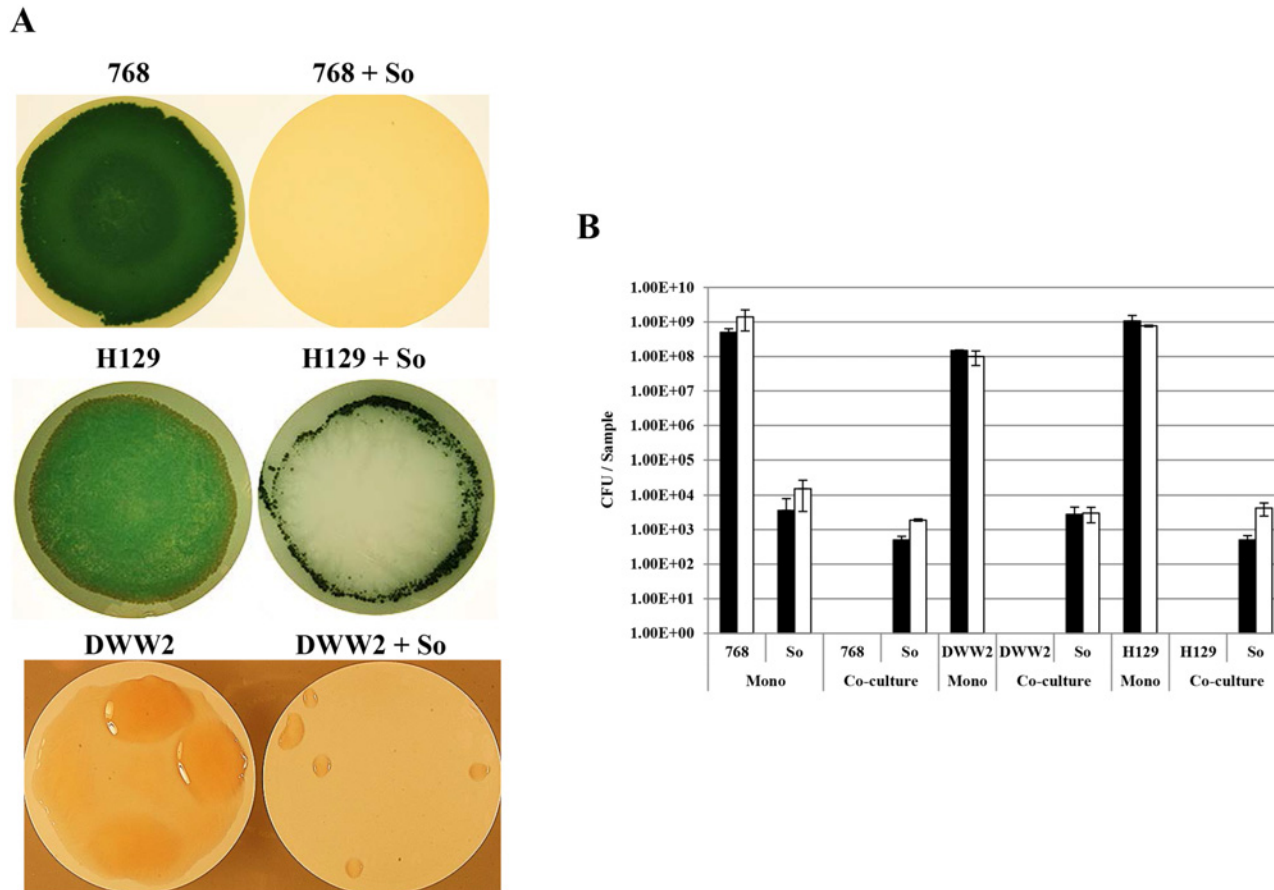 A
768 768 + So
H129 H129 + So
DWW2 DWW2 + So
B
CFU / Sample
1.00E+10
1.00E+09
1.00E+08
1.00E+07
1.00E+06
1.00E+05
1.00E+04
1.00E+03
1.00E+02
1.00E+01
1.00E+00
768 So 768 So DWW2 DWW2 So H129 H129 So
Mono Co-culture Mono Co-culture Mono Co-culture